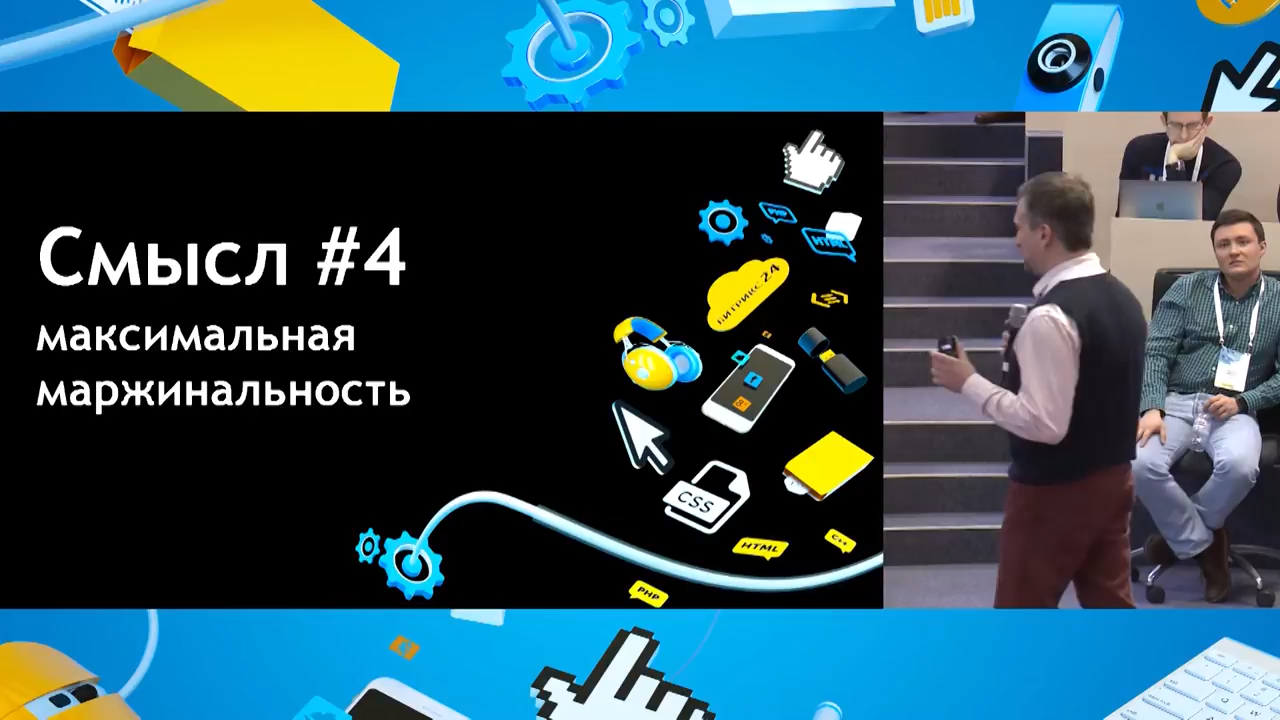 Смысл #4
максимальная
маржинальность
PHP
HTML
БИТРИКС24
CSS
HTML
C++
PHP